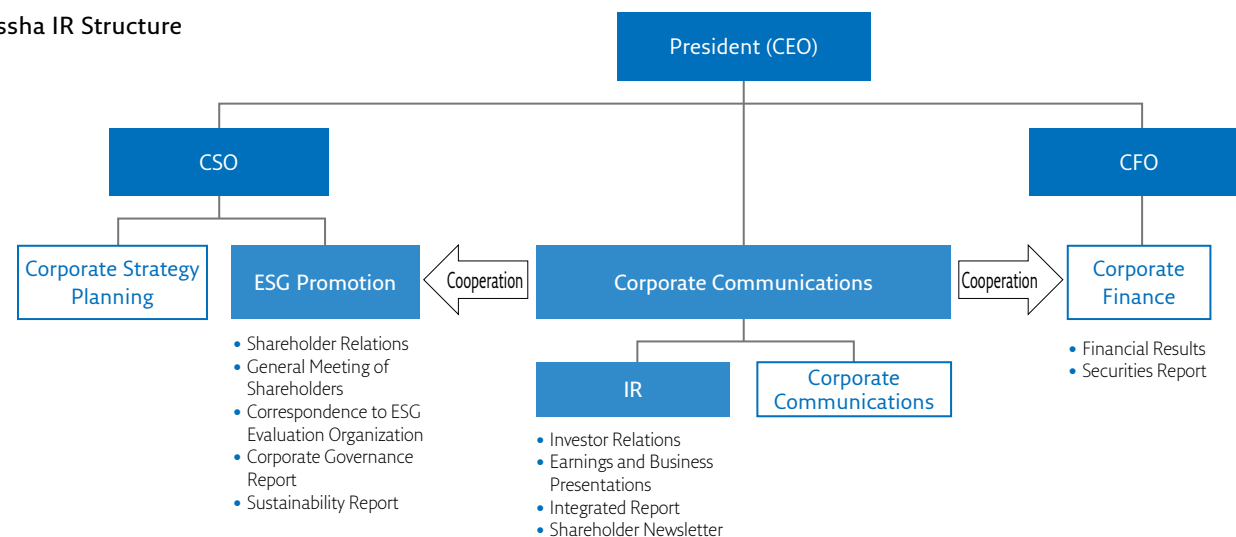 ssha IR Structure
President (CEO)
CSO
CFO
Corporate Strategy
Planning
ESG Promotion
Cooperation
Corporate Communications
Cooperation
Corporate
Finance
• Shareholder Relations
• General Meeting of
Shareholders
• Correspondence to ESG
Evaluation Organization
• Corporate Governance
Report
• Sustainability Report
IR
Corporate
Communications
• Investor Relations
• Earnings and Business
Presentations
• Integrated Report
• Shareholder Newsletter
• Financial Results
• Securities Report